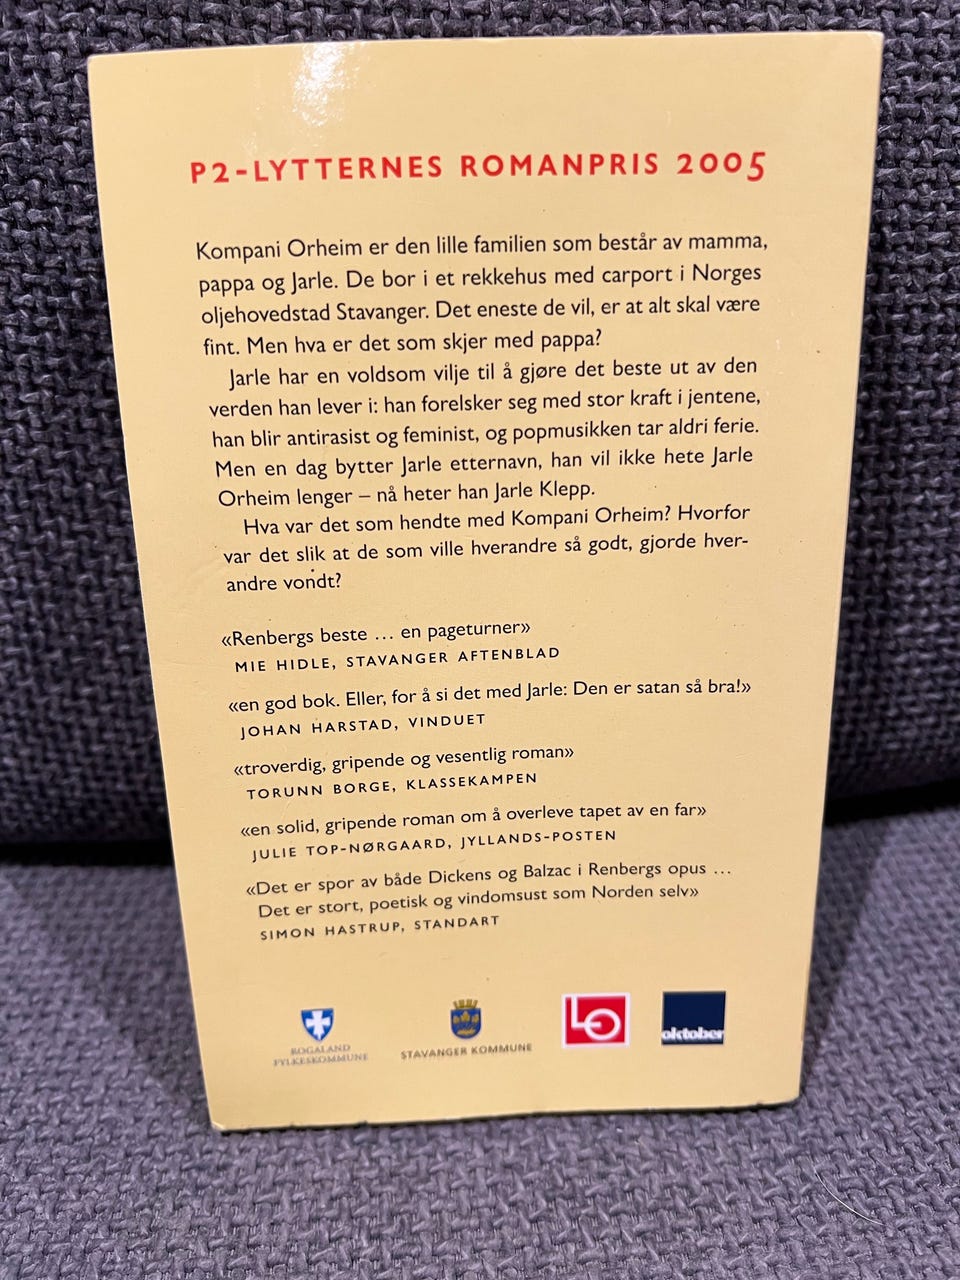 P2-LYTTERNES ROMANPRIS 2005
Kompani Orheim er den lille familien som består av mamma,
pappa og Jarle. De bor i et rekkehus med carport i Norges
oljehovedstad Stavanger. Det eneste de vil, er at alt skal være
fint. Men hva er det som skjer med pappa?
Jarle har en voldsom vilje til å gjøre det beste ut av den
verden han lever i: han forelsker seg med stor kraft i jentene,
han blir antirasist og feminist, og popmusikken tar aldri ferie.
Men en dag bytter Jarle etternavn, han vil ikke hete Jarle
Orheim lenger – nå heter han Jarle Klepp.
Hva var det som hendte med Kompani Orheim? Hvorfor
var det slik at de som ville hverandre så godt, gjorde hver-
andre vondt?
«Renbergs beste … en pageturner»
MIE HIDLE, STAVANGER AFTENBLAD
«en god bok. Eller, for å si det med Jarle: Den er satan så bra!»
JOHAN HARSTAD, VINDUET
«troverdig, gripende og vesentlig roman»
TORUNN BORGE, KLASSEKAMPEN
«en solid, gripende roman om å overleve tapet av en far»
JULIE TOP-NØRGAARD, JYLLANDS-POSTEN
«Det er spor av både Dickens og Balzac i Renbergs opus …
Det er stort, poetisk og vindomsust som Norden selv»
SIMON HASTRUP, STANDART
ROGALAND
FYLKESKOMMUNE
STAVANGER KOMMUNE
LO
oktober